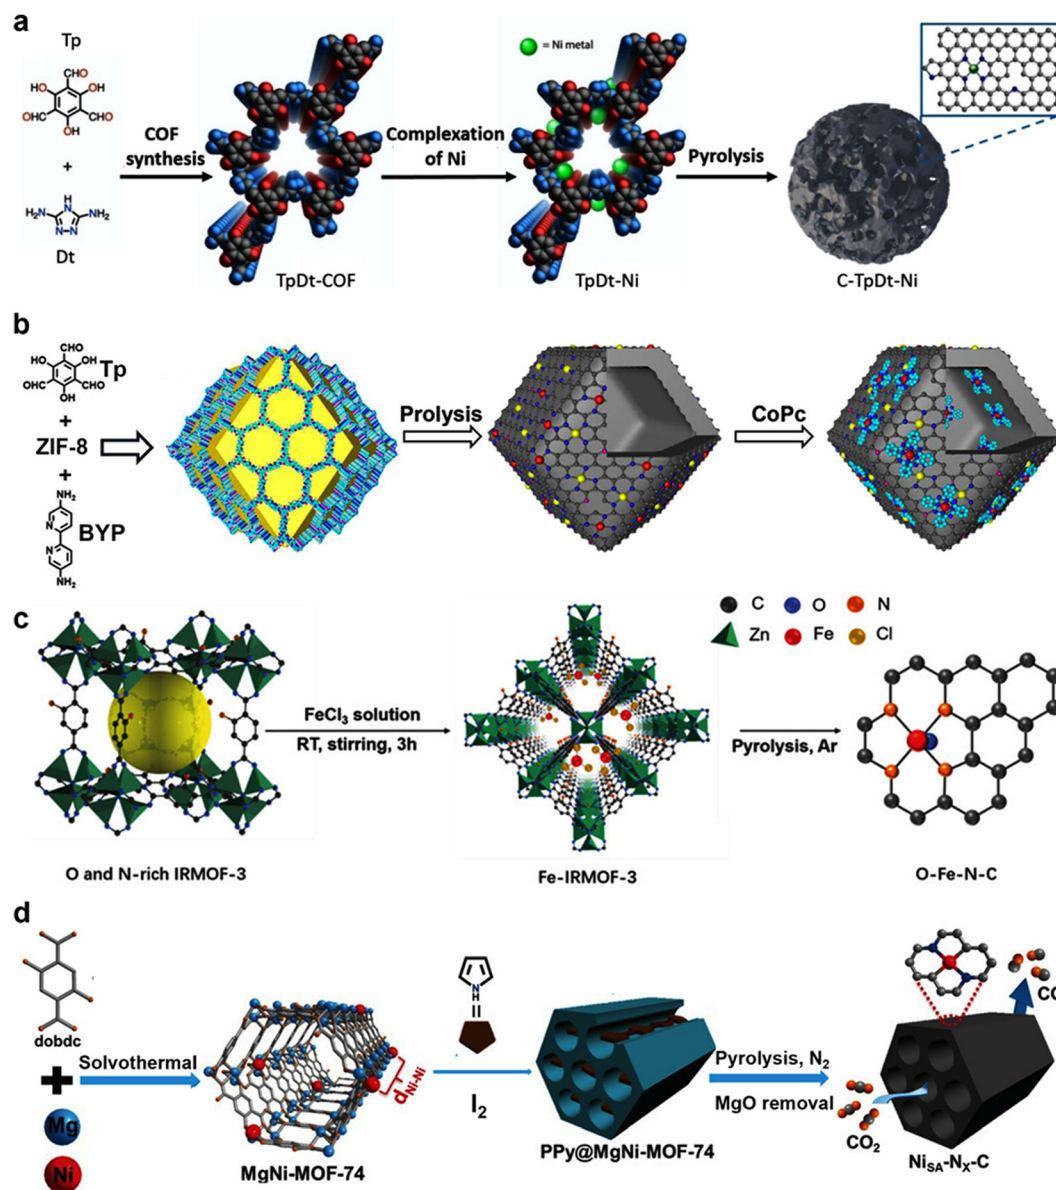 a
Tp
CHO
HO
OH
OHC
CHO
OH
+
H
N
H₂N
NH₂
N
N
Dt
COF
synthesis
TpDt-COF
Complexation
of Ni
= Ni metal
TpDt-Ni
Pyrolysis
C-TpDt-Ni
b
CHO
HO
OH
Tp
OHC
CHO
OH
+
ZIF-8
+
NH₂
N
N
BYP
NH₂
Prolysis
CoPc
c
O and N-rich IRMOF-3
FeCl₃ solution
RT, stirring, 3h
Fe-IRMOF-3
C O N
Zn Fe Cl
Pyrolysis, Ar
O-Fe-N-C
d
dobdc
Mg
Ni
Solvothermal
MgNi-MOF-74
dNi-Ni
N
H
I₂
PPy@MgNi-MOF-74
Pyrolysis, N₂
MgO removal
CO₂
CO
NiSA-NX-C